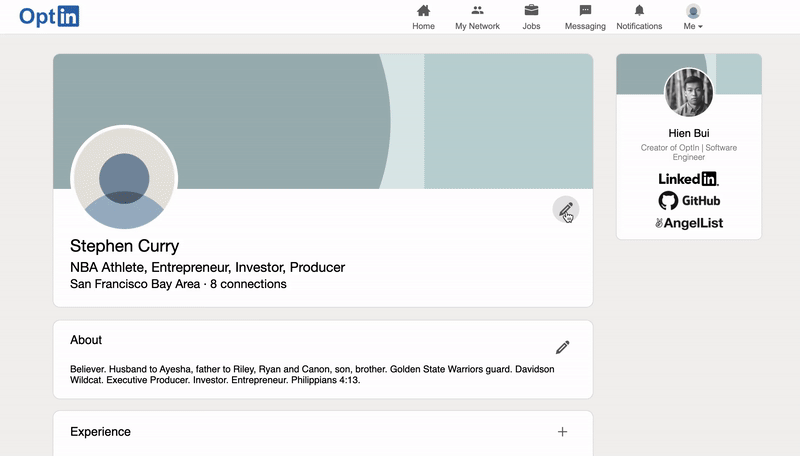 Optin
Home
My Network
Jobs
Messaging
Notifications
Me
Stephen Curry
NBA Athlete, Entrepreneur, Investor, Producer
San Francisco Bay Area · 8 connections
About
Believer. Husband to Ayesha, father to Riley, Ryan and Canon, son, brother. Golden State Warriors guard. Davidson
Wildcat. Executive Producer. Investor. Entrepreneur. Philippians 4:13.
Experience
Hien Bui
Creator of OptIn | Software
Engineer
Linkedin
GitHub
AngelList